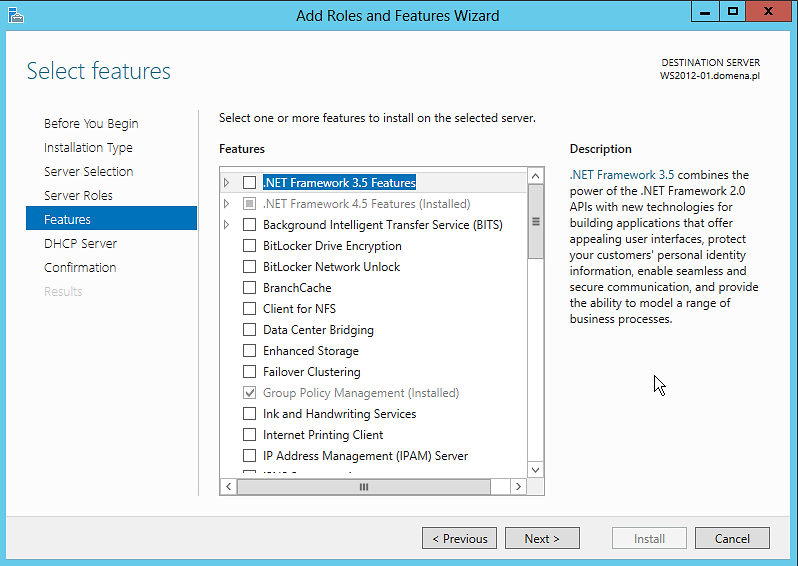 Add Roles and Features Wizard
Select features
DESTINATION SERVER
WS2012-01.domena.pl
Before You Begin
Installation Type
Server Selection
Server Roles
Features
DHCP Server
Confirmation
Results
Select one or more features to install on the selected server.
Features
.NET Framework 3.5 Features
.NET Framework 4.5 Features (Installed)
Background Intelligent Transfer Service (BITS)
BitLocker Drive Encryption
BitLocker Network Unlock
BranchCache
Client for NFS
Data Center Bridging
Enhanced Storage
Failover Clustering
Group Policy Management (Installed)
Ink and Handwriting Services
Internet Printing Client
IP Address Management (IPAM) Server
Description
.NET Framework 3.5 combines the
power of the .NET Framework 2.0
APIs with new technologies for
building applications that offer
appealing user interfaces, protect
your customers' personal identity
information, enable seamless and
secure communication, and provide
the ability to model a range of
business processes.
< Previous
Next >
Install
Cancel